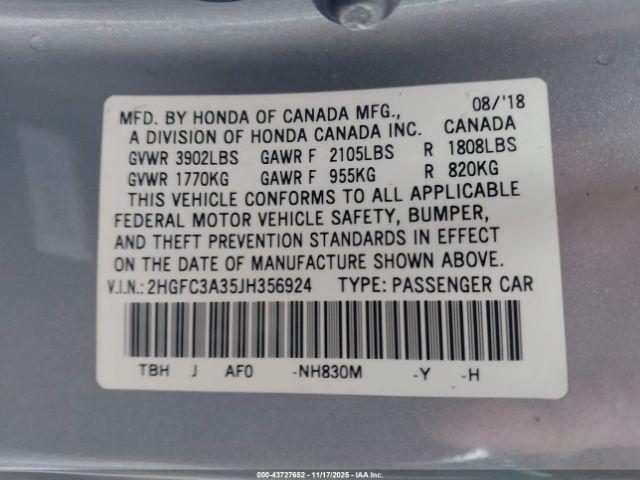 MFD. BY HONDA OF CANADA MFG., 08/'18
A DIVISION OF HONDA CANADA INC. CANADA
GVWR 3902LBS GAWR F 2105LBS R 1808LBS
GVWR 1770KG GAWR F 955KG R 820KG
THIS VEHICLE CONFORMS TO ALL APPLICABLE
FEDERAL MOTOR VEHICLE SAFETY, BUMPER,
AND THEFT PREVENTION STANDARDS IN EFFECT
ON THE DATE OF MANUFACTURE SHOWN ABOVE.
V.I.N.: 2HGFC3A35JH356924 TYPE: PASSENGER CAR
TBH J AF0 -NH830M -Y -H
000-43727652 - 11/17/2025 - IAA Inc.